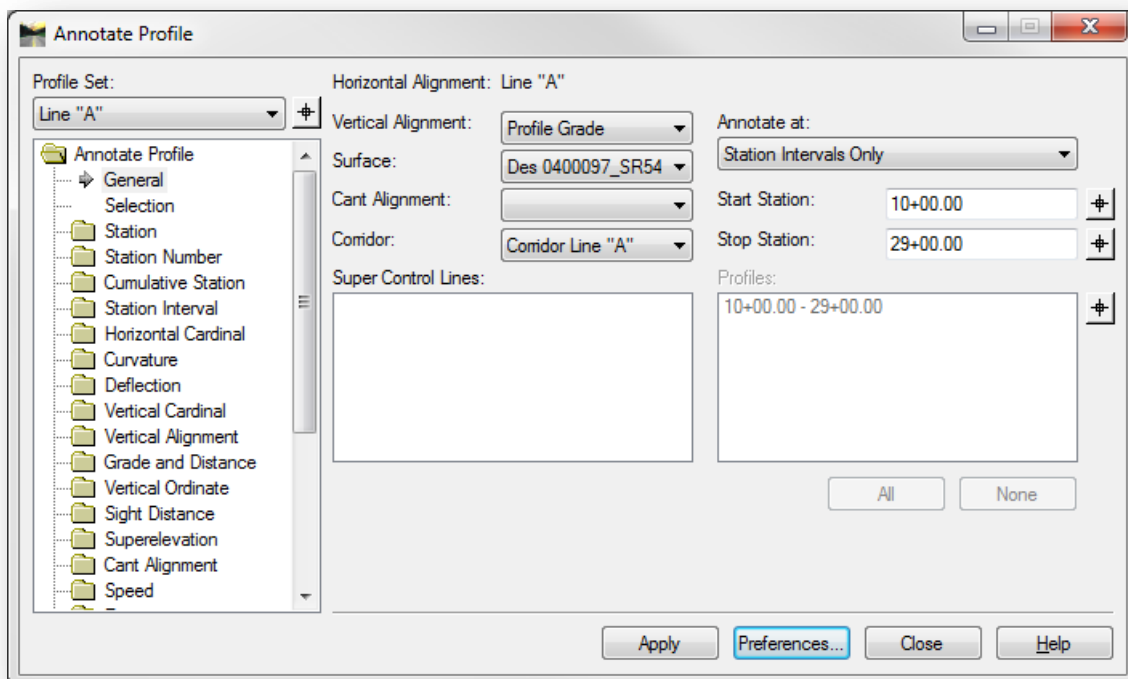 Annotate Profile
Profile Set:
Line "A"
Annotate Profile
General
Selection
Station
Station Number
Cumulative Station
Station Interval
Horizontal Cardinal
Curvature
Deflection
Vertical Cardinal
Vertical Alignment
Grade and Distance
Vertical Ordinate
Sight Distance
Superelevation
Cant Alignment
Speed
Horizontal Alignment: Line "A"
Vertical Alignment: Profile Grade
Surface: Des 0400097_SR54
Cant Alignment:
Corridor: Corridor Line "A"
Super Control Lines:
Annotate at:
Station Intervals Only
Start Station: 10+00.00
Stop Station: 29+00.00
Profiles:
10+00.00 - 29+00.00
All None
Apply Preferences... Close Help